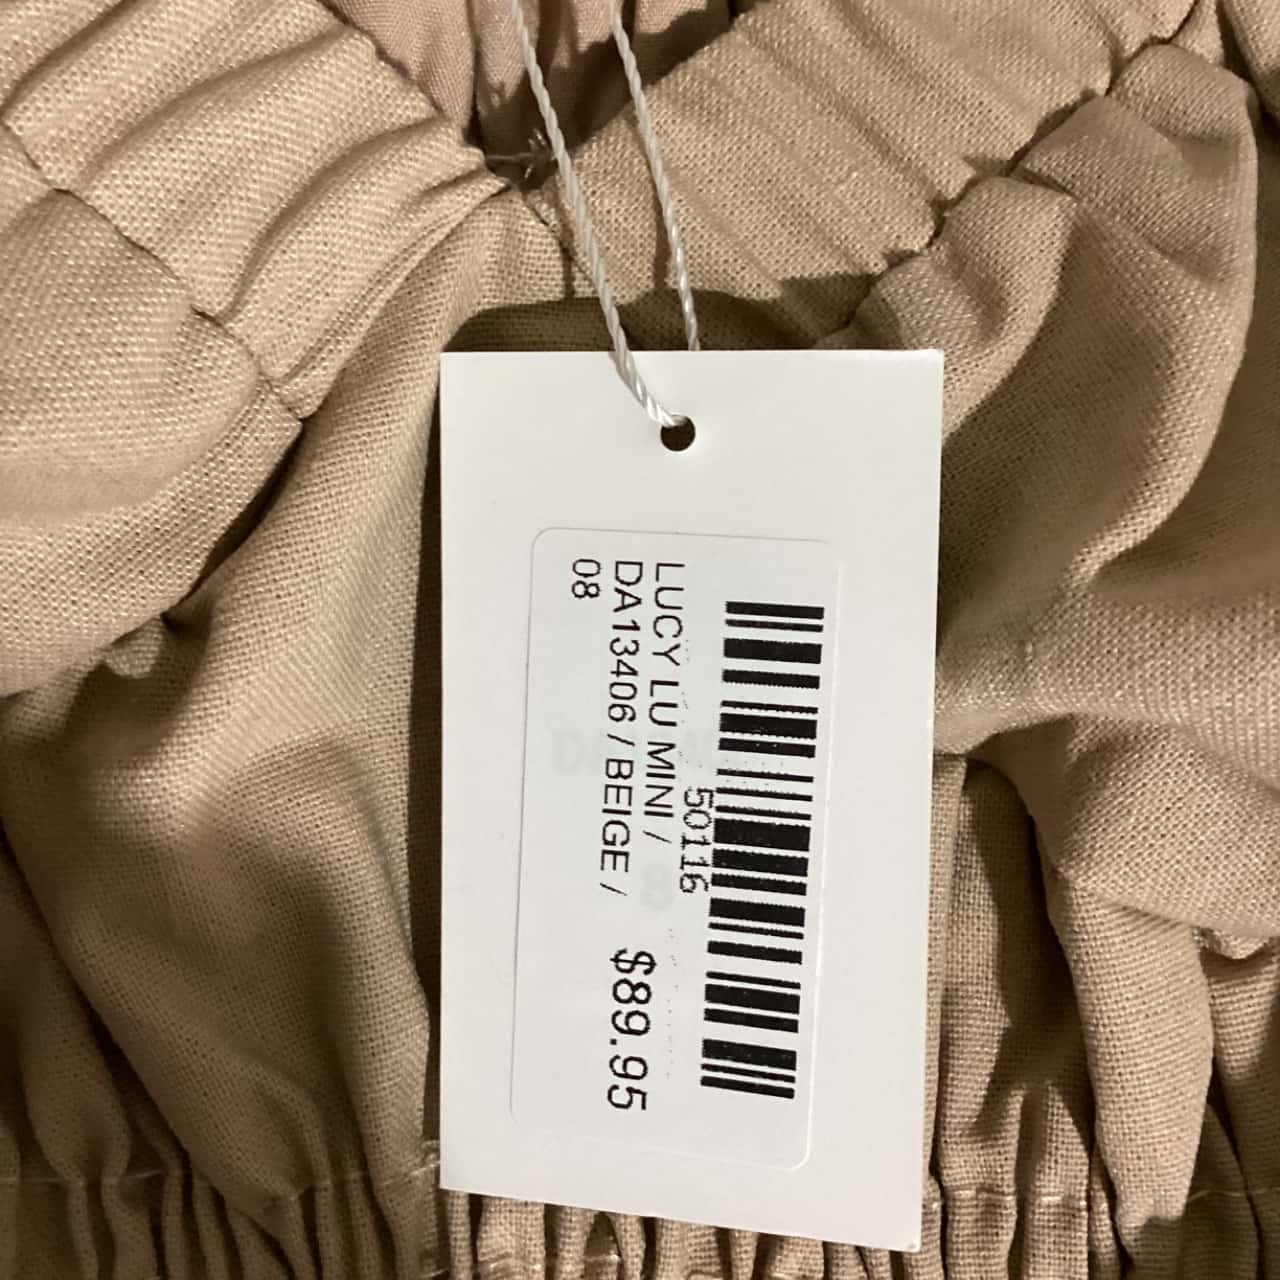 50116
LUCY LU MINI /
DA13406 / BEIGE /
08
$89.95